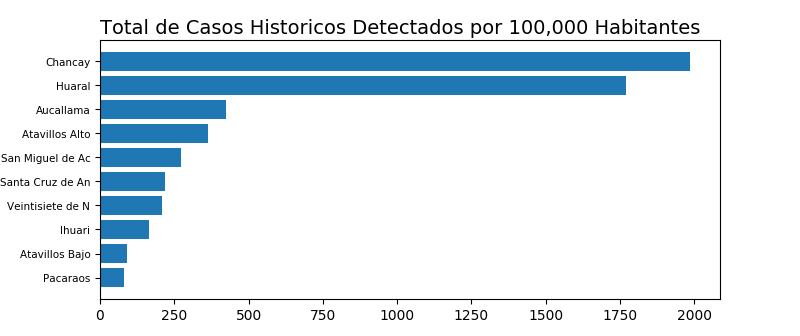 Total de Casos Historicos Detectados por 100,000 Habitantes
Chancay
Huaral
Aucallama
Atavillos Alto
San Miguel de Ac
Santa Cruz de An
Veintisiete de N
Ihuari
Atavillos Bajo
Pacaraos
0 250 500 750 1000 1250 1500 1750 2000